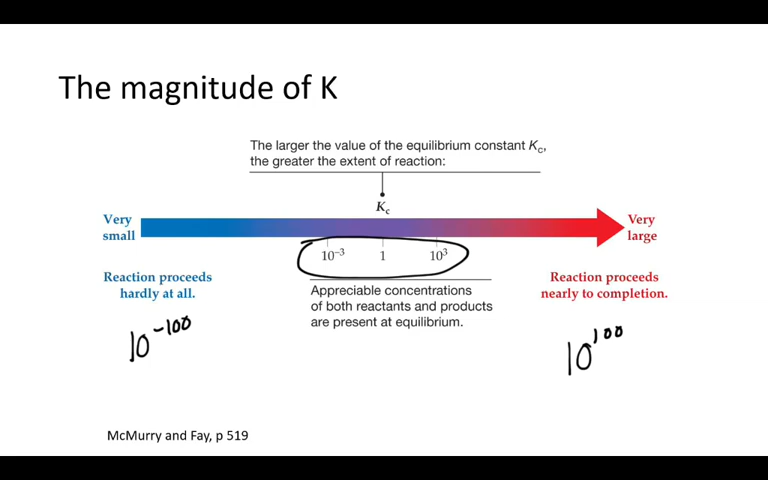 The magnitude of K
The larger the value of the equilibrium constant Kc,
the greater the extent of reaction:
Kc
Very
small
Very
large
10⁻³ 1 10³
Reaction proceeds
hardly at all.
Appreciable concentrations
of both reactants and products
are present at equilibrium.
Reaction proceeds
nearly to completion.
10⁻¹⁰⁰
10¹⁰⁰
McMurry and Fay, p 519